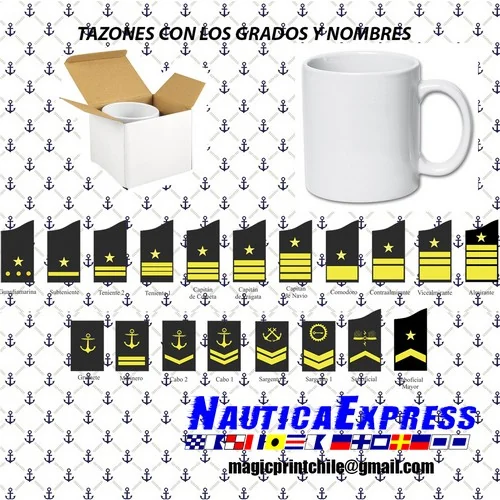 TAZONES CON LOS GRADOS Y NOMBRES
Guardiamarina Subteniente Teniente 2 Teniente 1 Capitán de Corbeta Capitán de Fragata Capitán de Navío Comodoro Contraalmirante Vicealmirante Almirante
Grumete Marinero Cabo 2 Cabo 1 Sargento 2 Sargento 1 Suboficial Suboficial Mayor
NAUTICAEXPRESS
magicprintchile@gmail.com